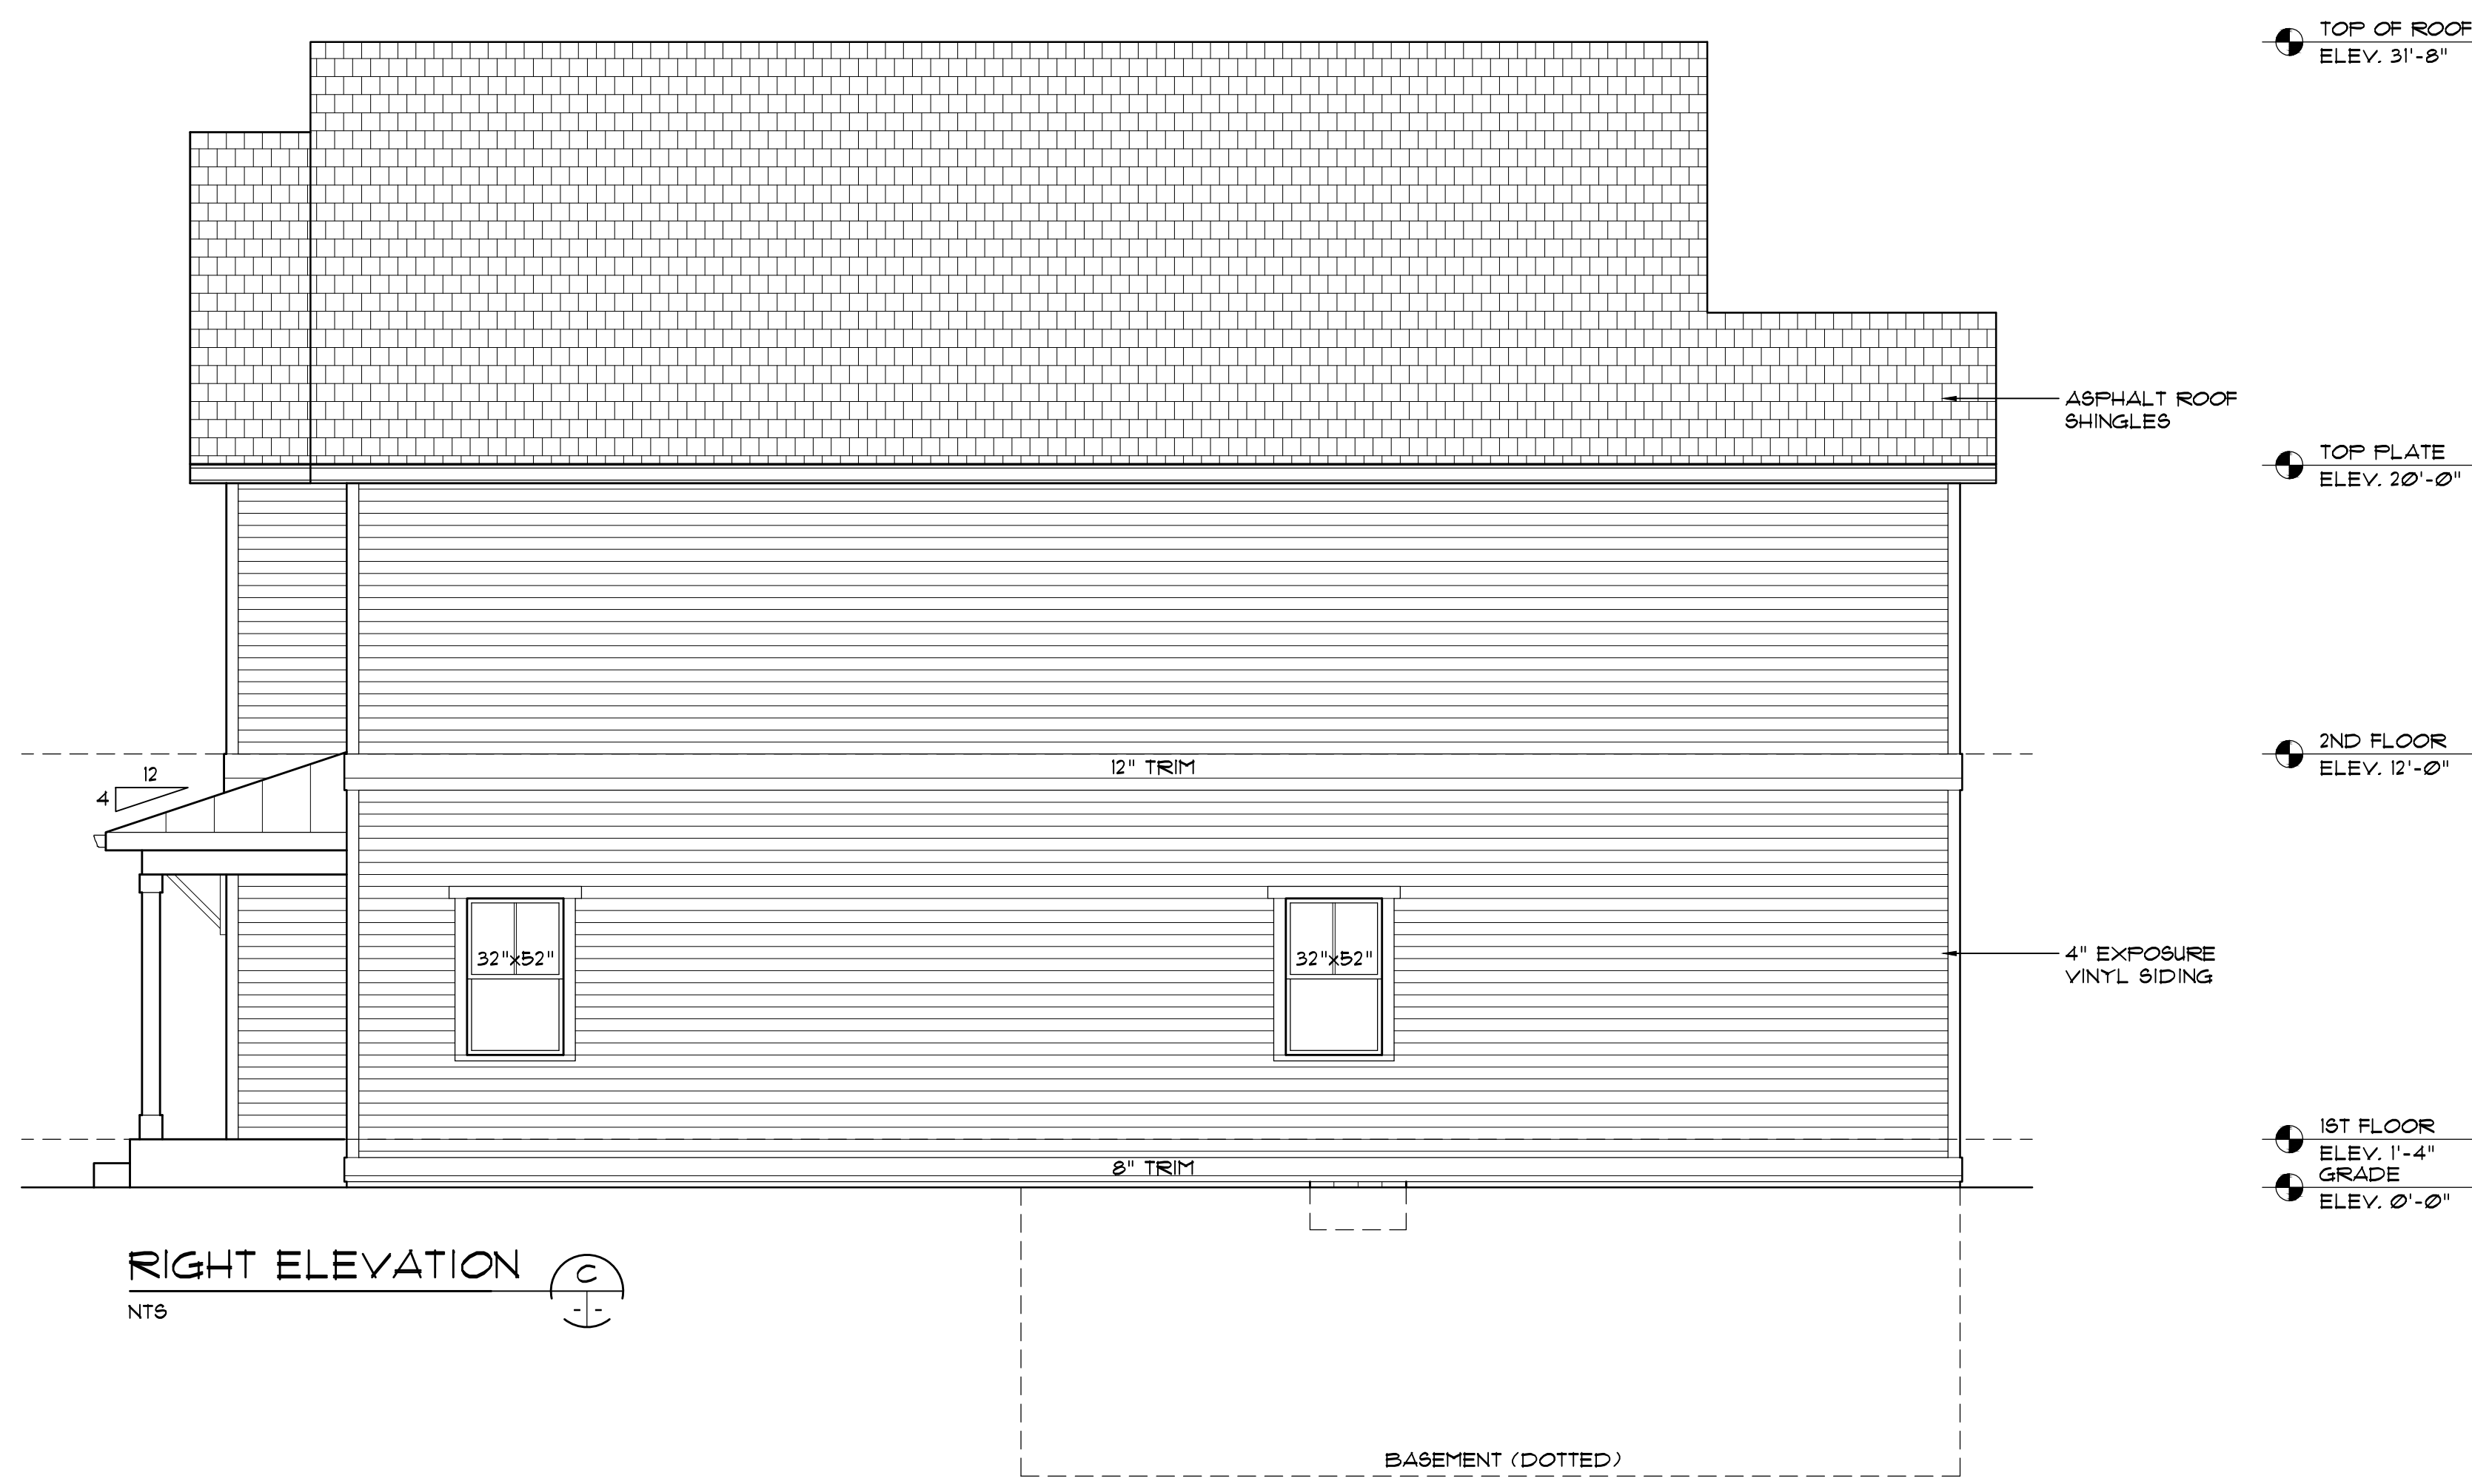 TOP OF ROOF
ELEV. 31'-8"
ASPHALT ROOF
SHINGLES
TOP PLATE
ELEV. 20'-0"
2ND FLOOR
ELEV. 12'-0"
12" TRIM
12
4
32"x52"
32"x52"
4" EXPOSURE
VINYL SIDING
1ST FLOOR
ELEV. 1'-4"
8" TRIM
GRADE
ELEV. 0'-0"
RIGHT ELEVATION
C
NTS
- -
BASEMENT (DOTTED)